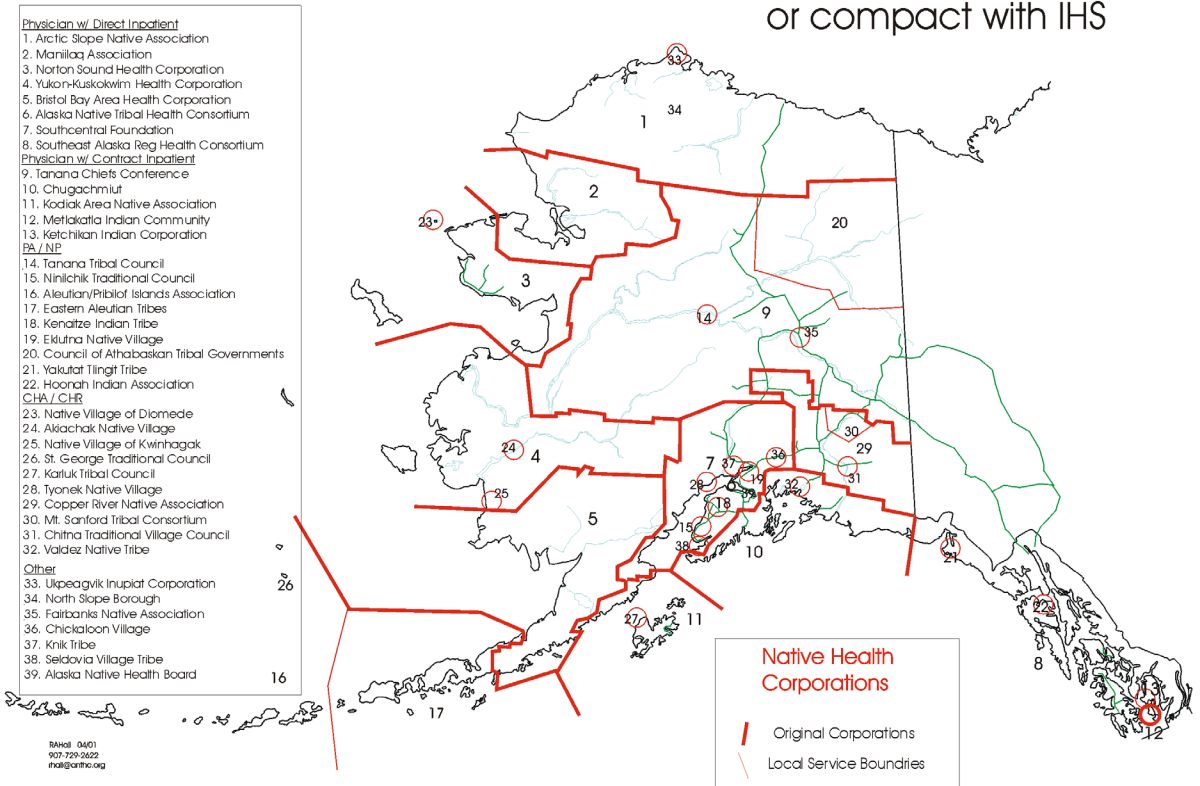 or compact with IHS
Physician w/ Direct Inpatient
1. Arctic Slope Native Association
2. Maniilaq Association
3. Norton Sound Health Corporation
4. Yukon-Kuskokwim Health Corporation
5. Bristol Bay Area Health Corporation
6. Alaska Native Tribal Health Consortium
7. Southcentral Foundation
8. Southeast Alaska Reg Health Consortium
Physician w/ Contract Inpatient
9. Tanana Chiefs Conference
10. Chugachmiut
11. Kodiak Area Native Association
12. Metlakatla Indian Community
13. Ketchikan Indian Corporation
PA / NP
14. Tanana Tribal Council
15. Ninilchik Traditional Council
16. Aleutian/Pribilof Islands Association
17. Eastern Aleutian Tribes
18. Kenaitze Indian Tribe
19. Eklutna Native Village
20. Council of Athabaskan Tribal Governments
21. Yakutat Tlingit Tribe
22. Hoonah Indian Association
CHA / CHR
23. Native Village of Diomede
24. Akiachak Native Village
25. Native Village of Kwinhagak
26. St. George Traditional Council
27. Karluk Tribal Council
28. Tyonek Native Village
29. Copper River Native Association
30. Mt. Sanford Tribal Consortium
31. Chitna Traditional Village Council
32. Valdez Native Tribe
Other
33. Ukpeagvik Inupiat Corporation
34. North Slope Borough
35. Fairbanks Native Association
36. Chickaloon Village
37. Knik Tribe
38. Seldovia Village Tribe
39. Alaska Native Health Board
33
34
1
2
20
23
3
14
9
35
30
29
24
4
7
37
36
28
6
19
31
25
39
32
18
5
15
38
10
21
26
27
11
22
8
16
17
13
12
Native Health
Corporations
Original Corporations
Local Service Boundries
RAHall 04/01
907-729-2622
rhall@anthc.org